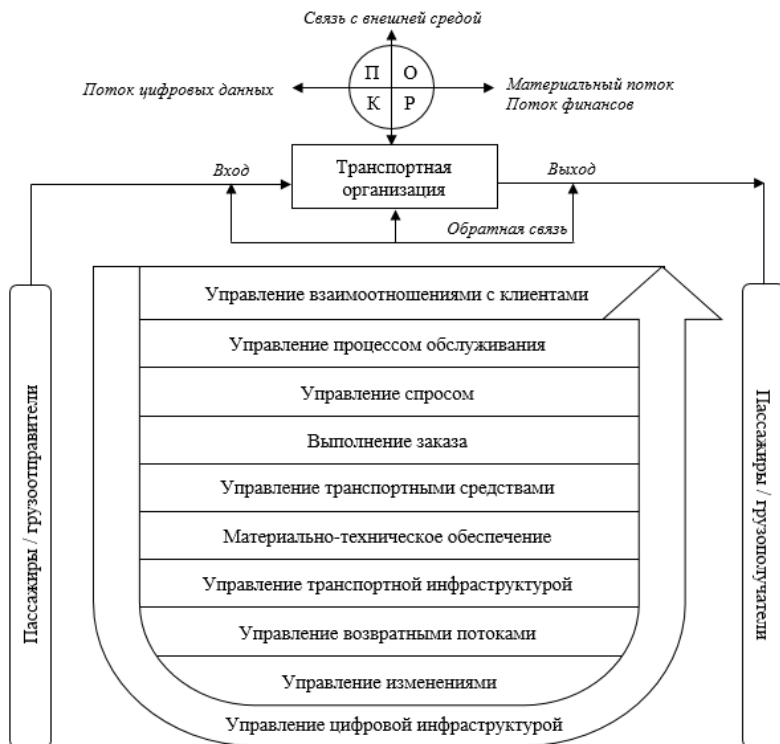 Связь с внешней средой
П О
Поток цифровых данных
К Р
Материальный поток
Поток финансов
Вход
Транспортная
организация
Выход
Обратная связь
Управление взаимоотношениями с клиентами
Управление процессом обслуживания
Управление спросом
Выполнение заказа
Управление транспортными средствами
Материально-техническое обеспечение
Управление транспортной инфраструктурой
Управление возвратными потоками
Управление изменениями
Управление цифровой инфраструктурой
Пассажиры / грузоотправители
Пассажиры / грузополучатели